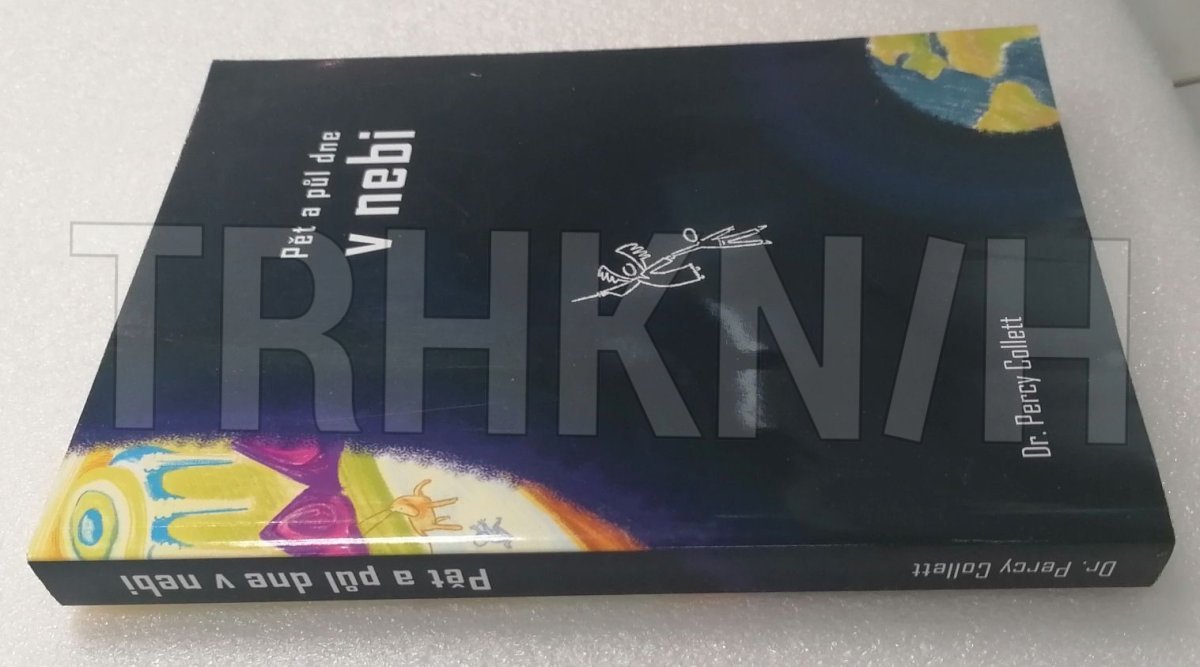 Pět a půl dne
v nebi
Dr. Percy Collett
Pět a půl dne v nebi
Dr. Percy Collett
TRHKNIH